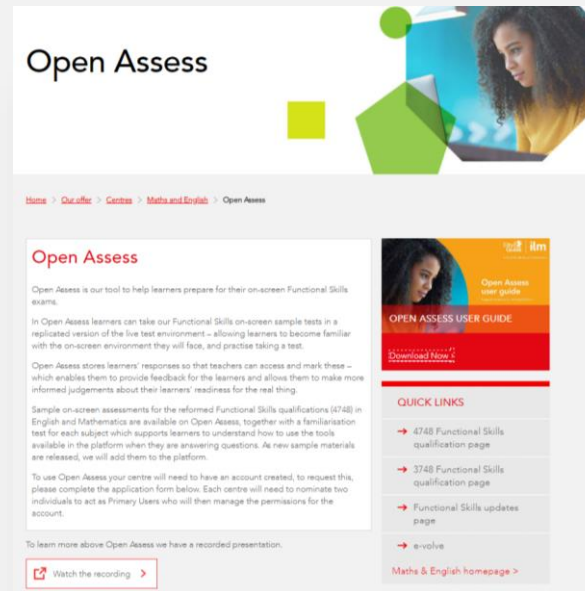 Open Assess
Home > Our offer > Centres > Maths and English > Open Assess
Open Assess
Open Assess is our tool to help learners prepare for their on-screen Functional Skills
exams.
In Open Assess learners can take our Functional Skills on-screen sample tests in a
replicated version of the live test environment – allowing learners to become familiar
with the on-screen environment they will face, and practise taking a test.
Open Assess stores learners' responses so that teachers can access and mark these –
which enables them to provide feedback for the learners and allows them to make more
informed judgements about their learners' readiness for the real thing.
Sample on-screen assessments for the reformed Functional Skills qualifications (4748) in
English and Mathematics are available on Open Assess, together with a familiarisation
test for each subject which supports learners to understand how to use the tools
available in the platform when they are answering questions. As new sample materials
are released, we will add them to the platform.
To use Open Assess your centre will need to have an account created, to request this,
please complete the application form below. Each centre will need to nominate two
individuals to act as Primary Users who will then manage the permissions for the
account.
To learn more above Open Assess we have a recorded presentation.
Watch the recording >
ilm
Open Assess
user guide
OPEN ASSESS USER GUIDE
Download Now
QUICK LINKS
4748 Functional Skills
qualification page
3748 Functional Skills
qualification page
Functional Skills updates
page
e-volve
Maths & English homepage >